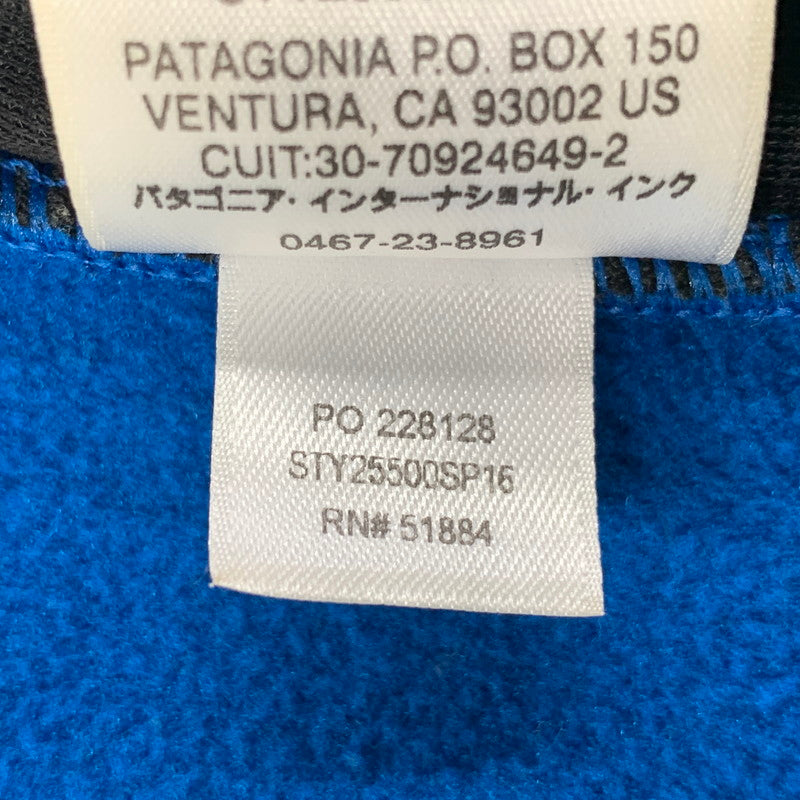 PATAGONIA P.O. BOX 150
VENTURA, CA 93002 US
CUIT:30-70924649-2
パタゴニア・インターナショナル・インク
0467-23-8961
PO 228128
STY25500SP16
RN# 51884